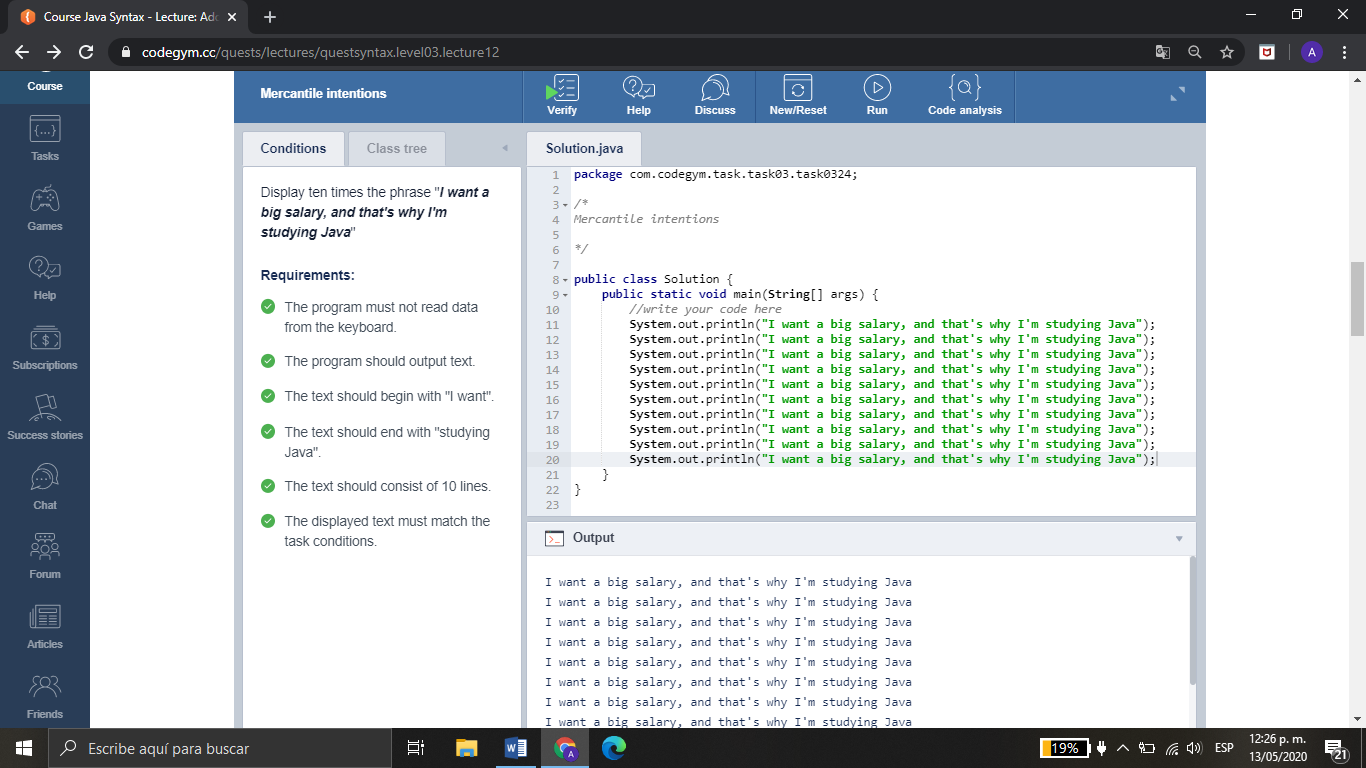 Course Java Syntax - Lecture: Ado
codegym.cc/quests/lectures/questsyntax.level03.lecture12
A
Course
Tasks
Games
Help
Subscriptions
Success stories
Chat
Forum
Articles
Friends
Mercantile intentions
Verify
Help
Discuss
New/Reset
Run
Code analysis
Conditions
Class tree
Display ten times the phrase "I want a
big salary, and that's why I'm
studying Java"
Requirements:
The program must not read data
from the keyboard.
The program should output text.
The text should begin with "I want".
The text should end with "studying
Java".
The text should consist of 10 lines.
The displayed text must match the
task conditions.
Solution.java
1 package com.codegym.task.task03.task0324;
2
3 /*
4 Mercantile intentions
5
6 */
7
8 public class Solution {
9 public static void main(String[] args) {
10 //write your code here
11 System.out.println("I want a big salary, and that's why I'm studying Java");
12 System.out.println("I want a big salary, and that's why I'm studying Java");
13 System.out.println("I want a big salary, and that's why I'm studying Java");
14 System.out.println("I want a big salary, and that's why I'm studying Java");
15 System.out.println("I want a big salary, and that's why I'm studying Java");
16 System.out.println("I want a big salary, and that's why I'm studying Java");
17 System.out.println("I want a big salary, and that's why I'm studying Java");
18 System.out.println("I want a big salary, and that's why I'm studying Java");
19 System.out.println("I want a big salary, and that's why I'm studying Java");
20 System.out.println("I want a big salary, and that's why I'm studying Java");
21 }
22 }
23
Output
I want a big salary, and that's why I'm studying Java
I want a big salary, and that's why I'm studying Java
I want a big salary, and that's why I'm studying Java
I want a big salary, and that's why I'm studying Java
I want a big salary, and that's why I'm studying Java
I want a big salary, and that's why I'm studying Java
I want a big salary, and that's why I'm studying Java
I want a big salary, and that's why I'm studying Java
Escribe aquí para buscar
A
19%
ESP
12:26 p. m.
13/05/2020
21